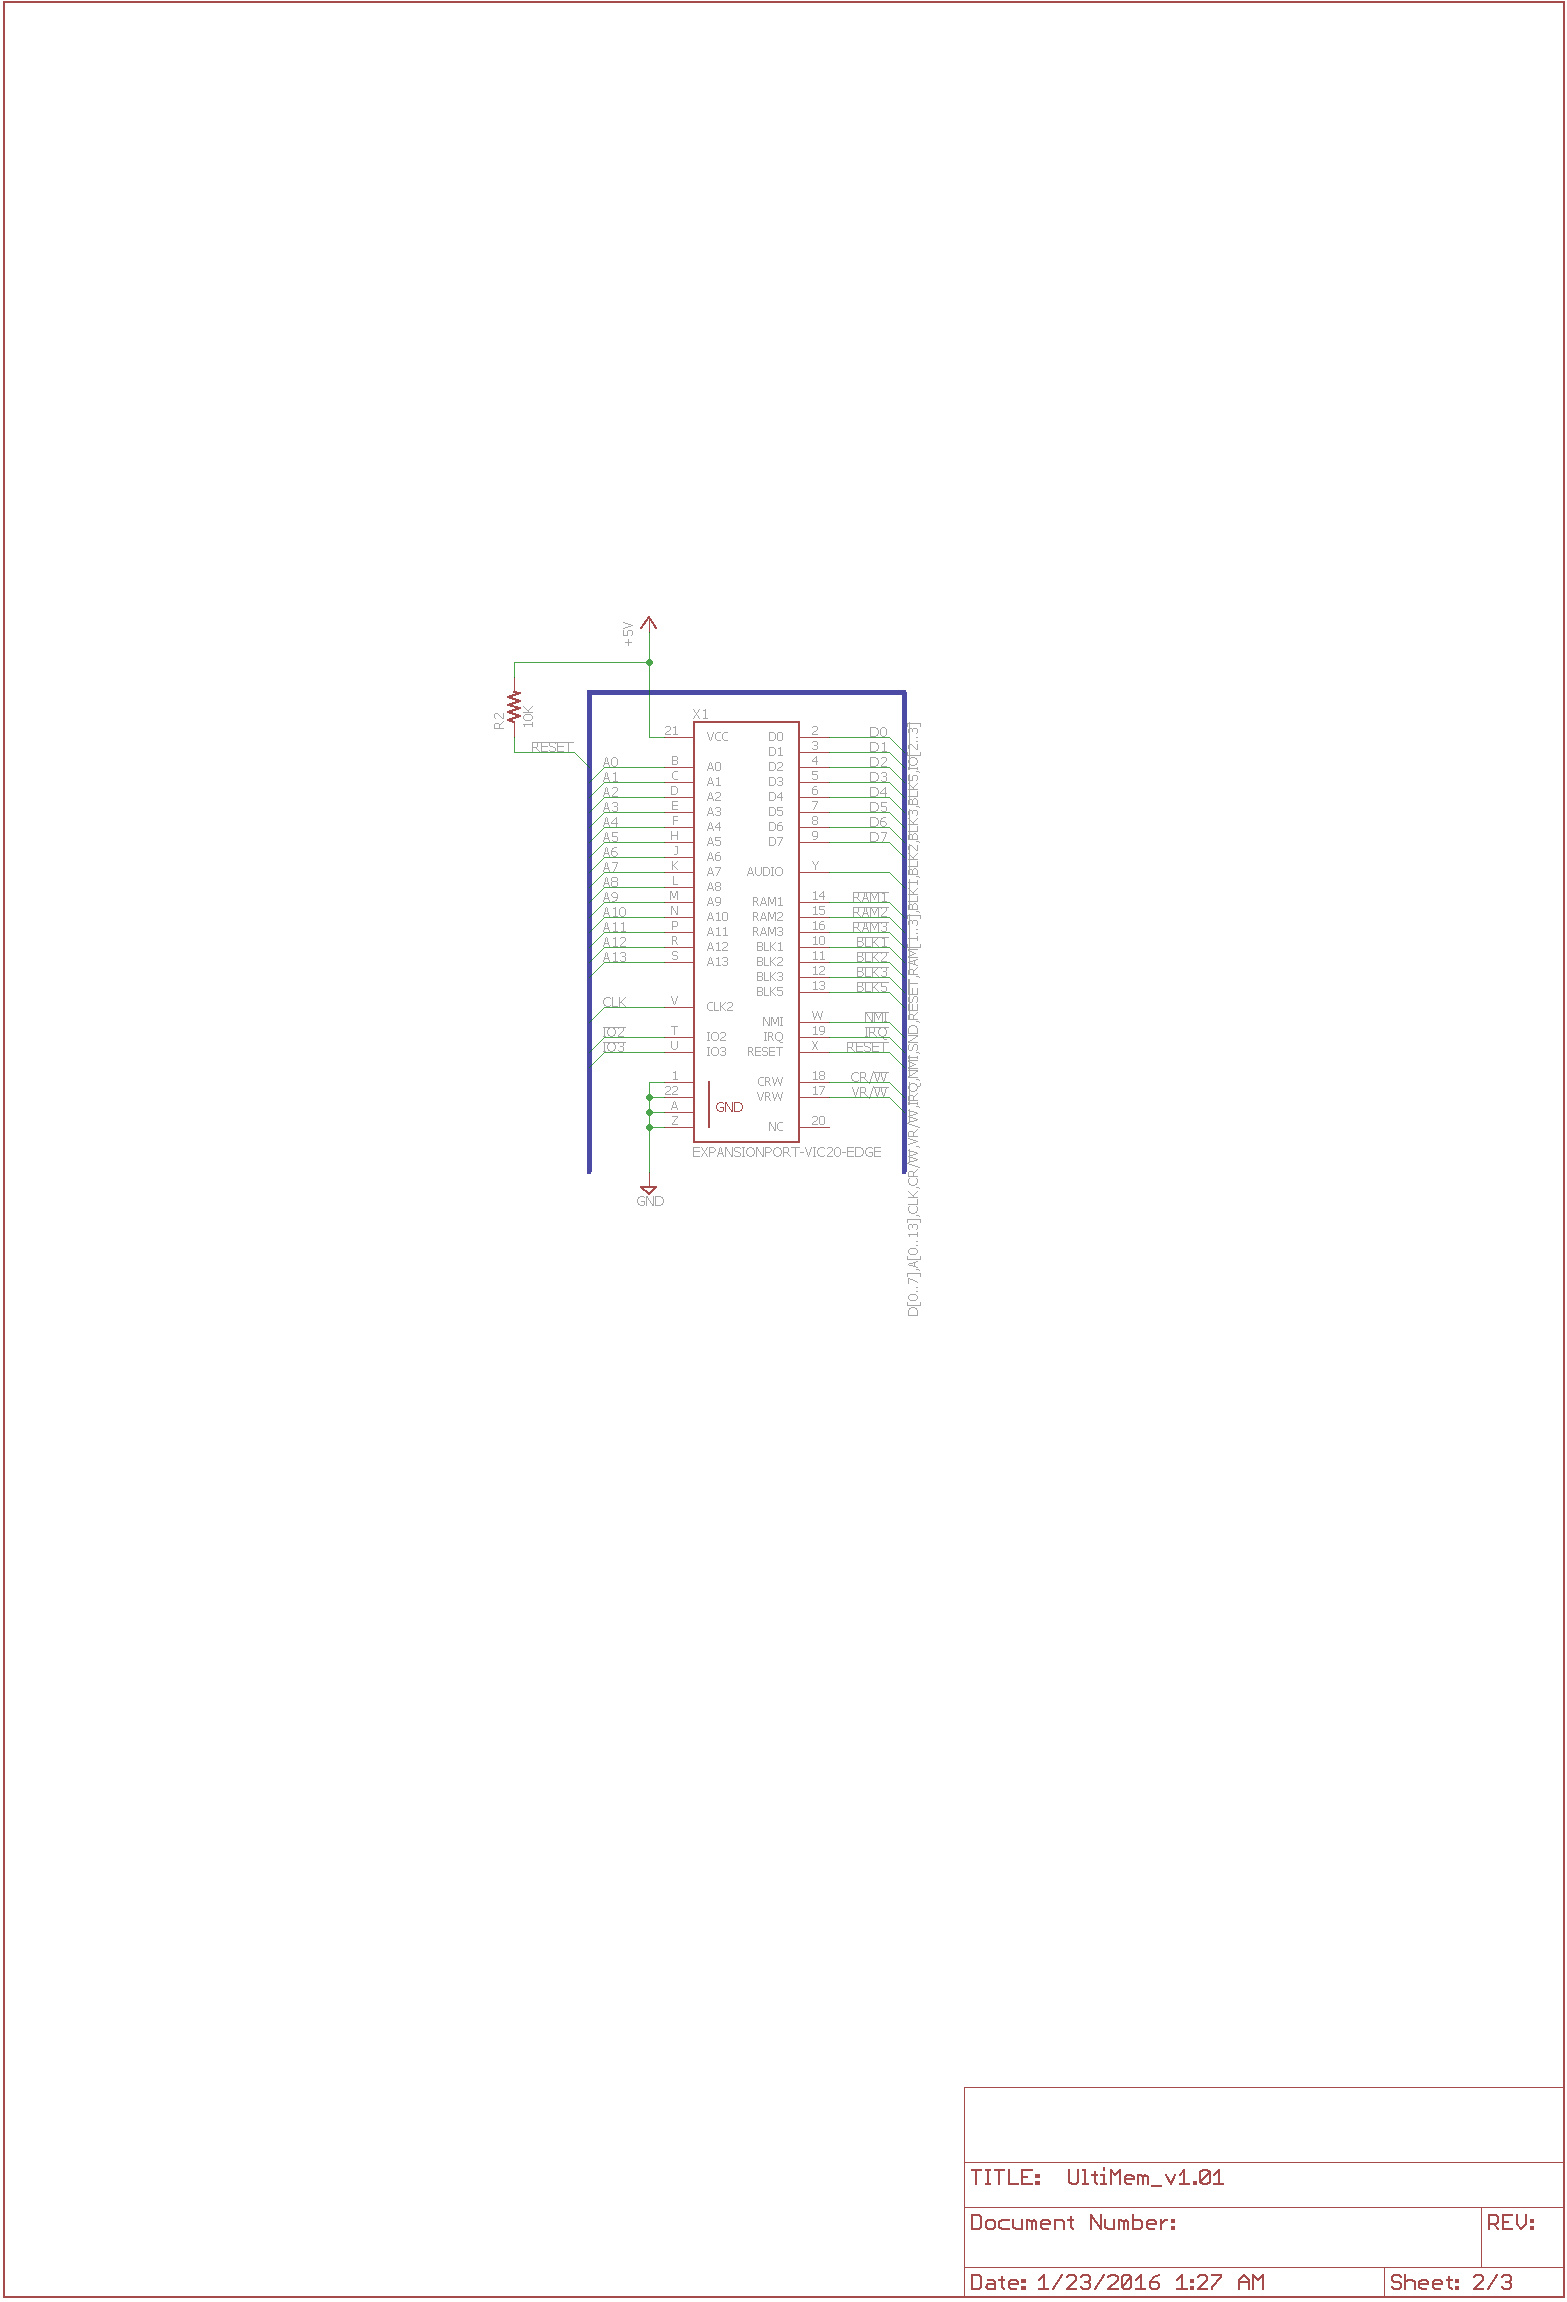 +5V
R2
10K
X1
RESET
21 VCC D0 2 D0
D1 3 D1
A0 B A0 D2 4 D2
A1 C A1 D3 5 D3
A2 D A2 D4 6 D4
A3 E A3 D5 7 D5
A4 F A4 D6 8 D6
A5 H A5 D7 9 D7
A6 J A6
A7 K A7 AUDIO Y
A8 L A8
A9 M A9 RAM1 14 RAM1
A10 N A10 RAM2 15 RAM2
A11 P A11 RAM3 16 RAM3
A12 R A12 BLK1 10 BLK1
A13 S A13 BLK2 11 BLK2
BLK3 12 BLK3
BLK5 13 BLK5
CLK V CLK2
NMI W NMI
IO2 T IO2 IRQ 19 IRQ
IO3 U IO3 RESET X RESET
1 CRW 18 CR/W
22 VRW 17 VR/W
A GND
Z NC 20
EXPANSIONPORT-VIC20-EDGE
GND
D[0..7],A[0..13],CLK,CR/W,VR/W,IRQ,NMI,SND,RESET,RAM[1..3],BLK1,BLK2,BLK3,BLK5,IO[2..3]
TITLE: UltiMem_v1.01
Document Number:
REV:
Date: 1/23/2016 1:27 AM
Sheet: 2/3